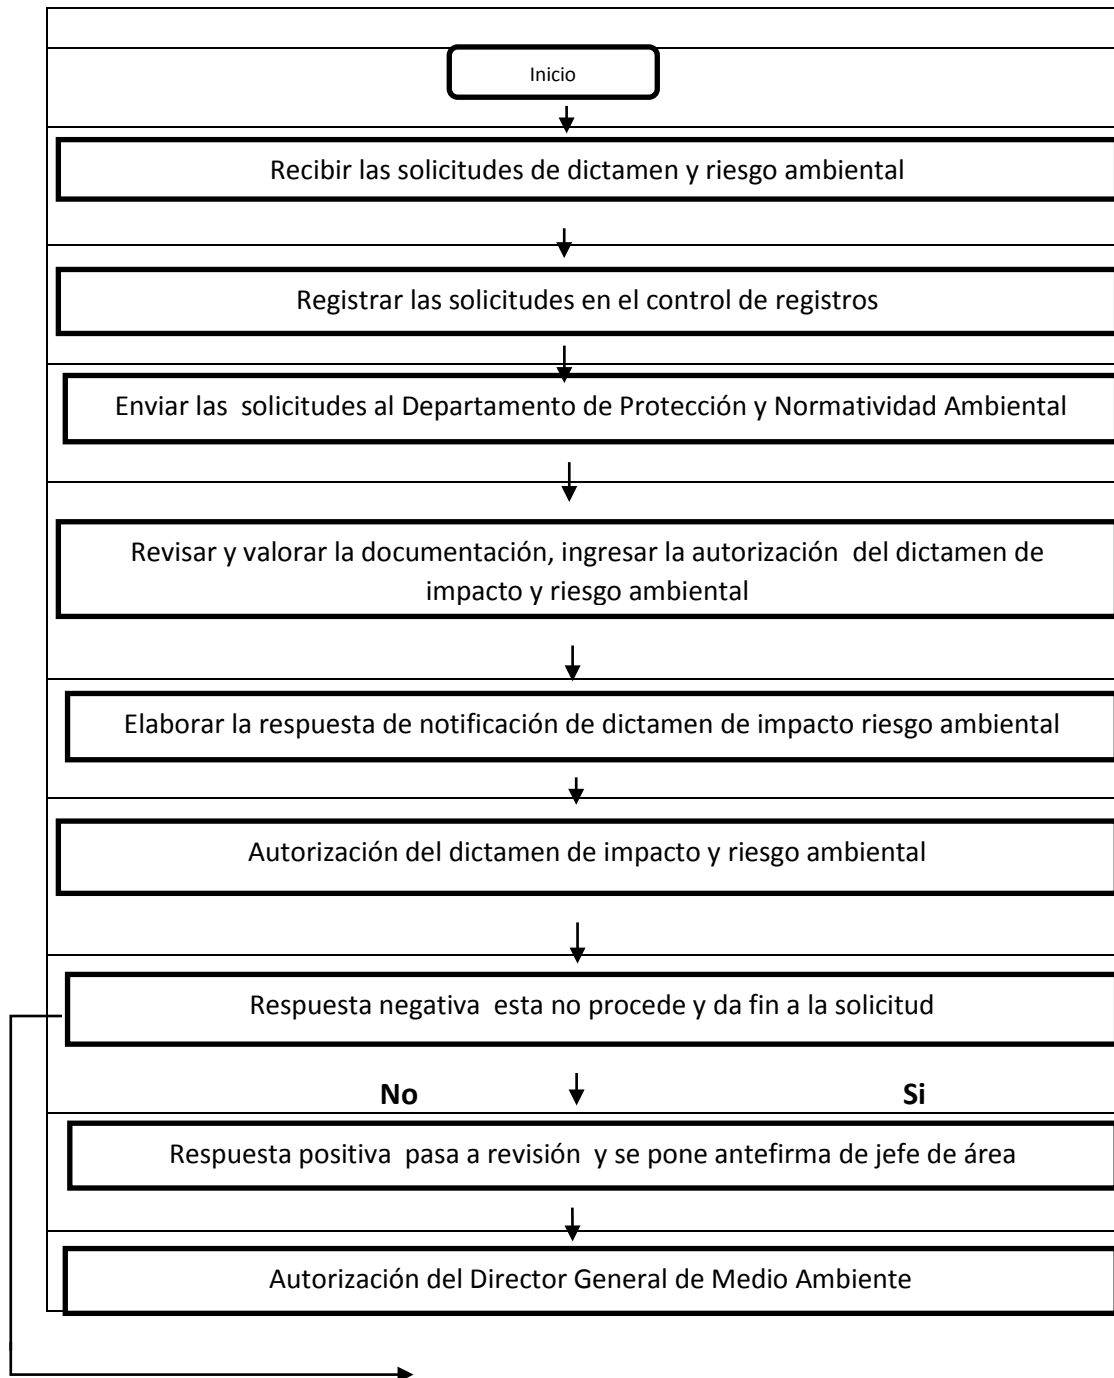 Inicio
Recibir las solicitudes de dictamen y riesgo ambiental
Registrar las solicitudes en el control de registros
Enviar las  solicitudes al Departamento de Protección y Normatividad Ambiental
Revisar y valorar la documentación, ingresar la autorización  del dictamen de
impacto y riesgo ambiental
Elaborar la respuesta de notificación de dictamen de impacto riesgo ambiental
Autorización del dictamen de impacto y riesgo ambiental
Respuesta negativa  esta no procede y da fin a la solicitud
No Si
Respuesta positiva  pasa a revisión  y se pone antefirma de jefe de área
Autorización del Director General de Medio Ambiente